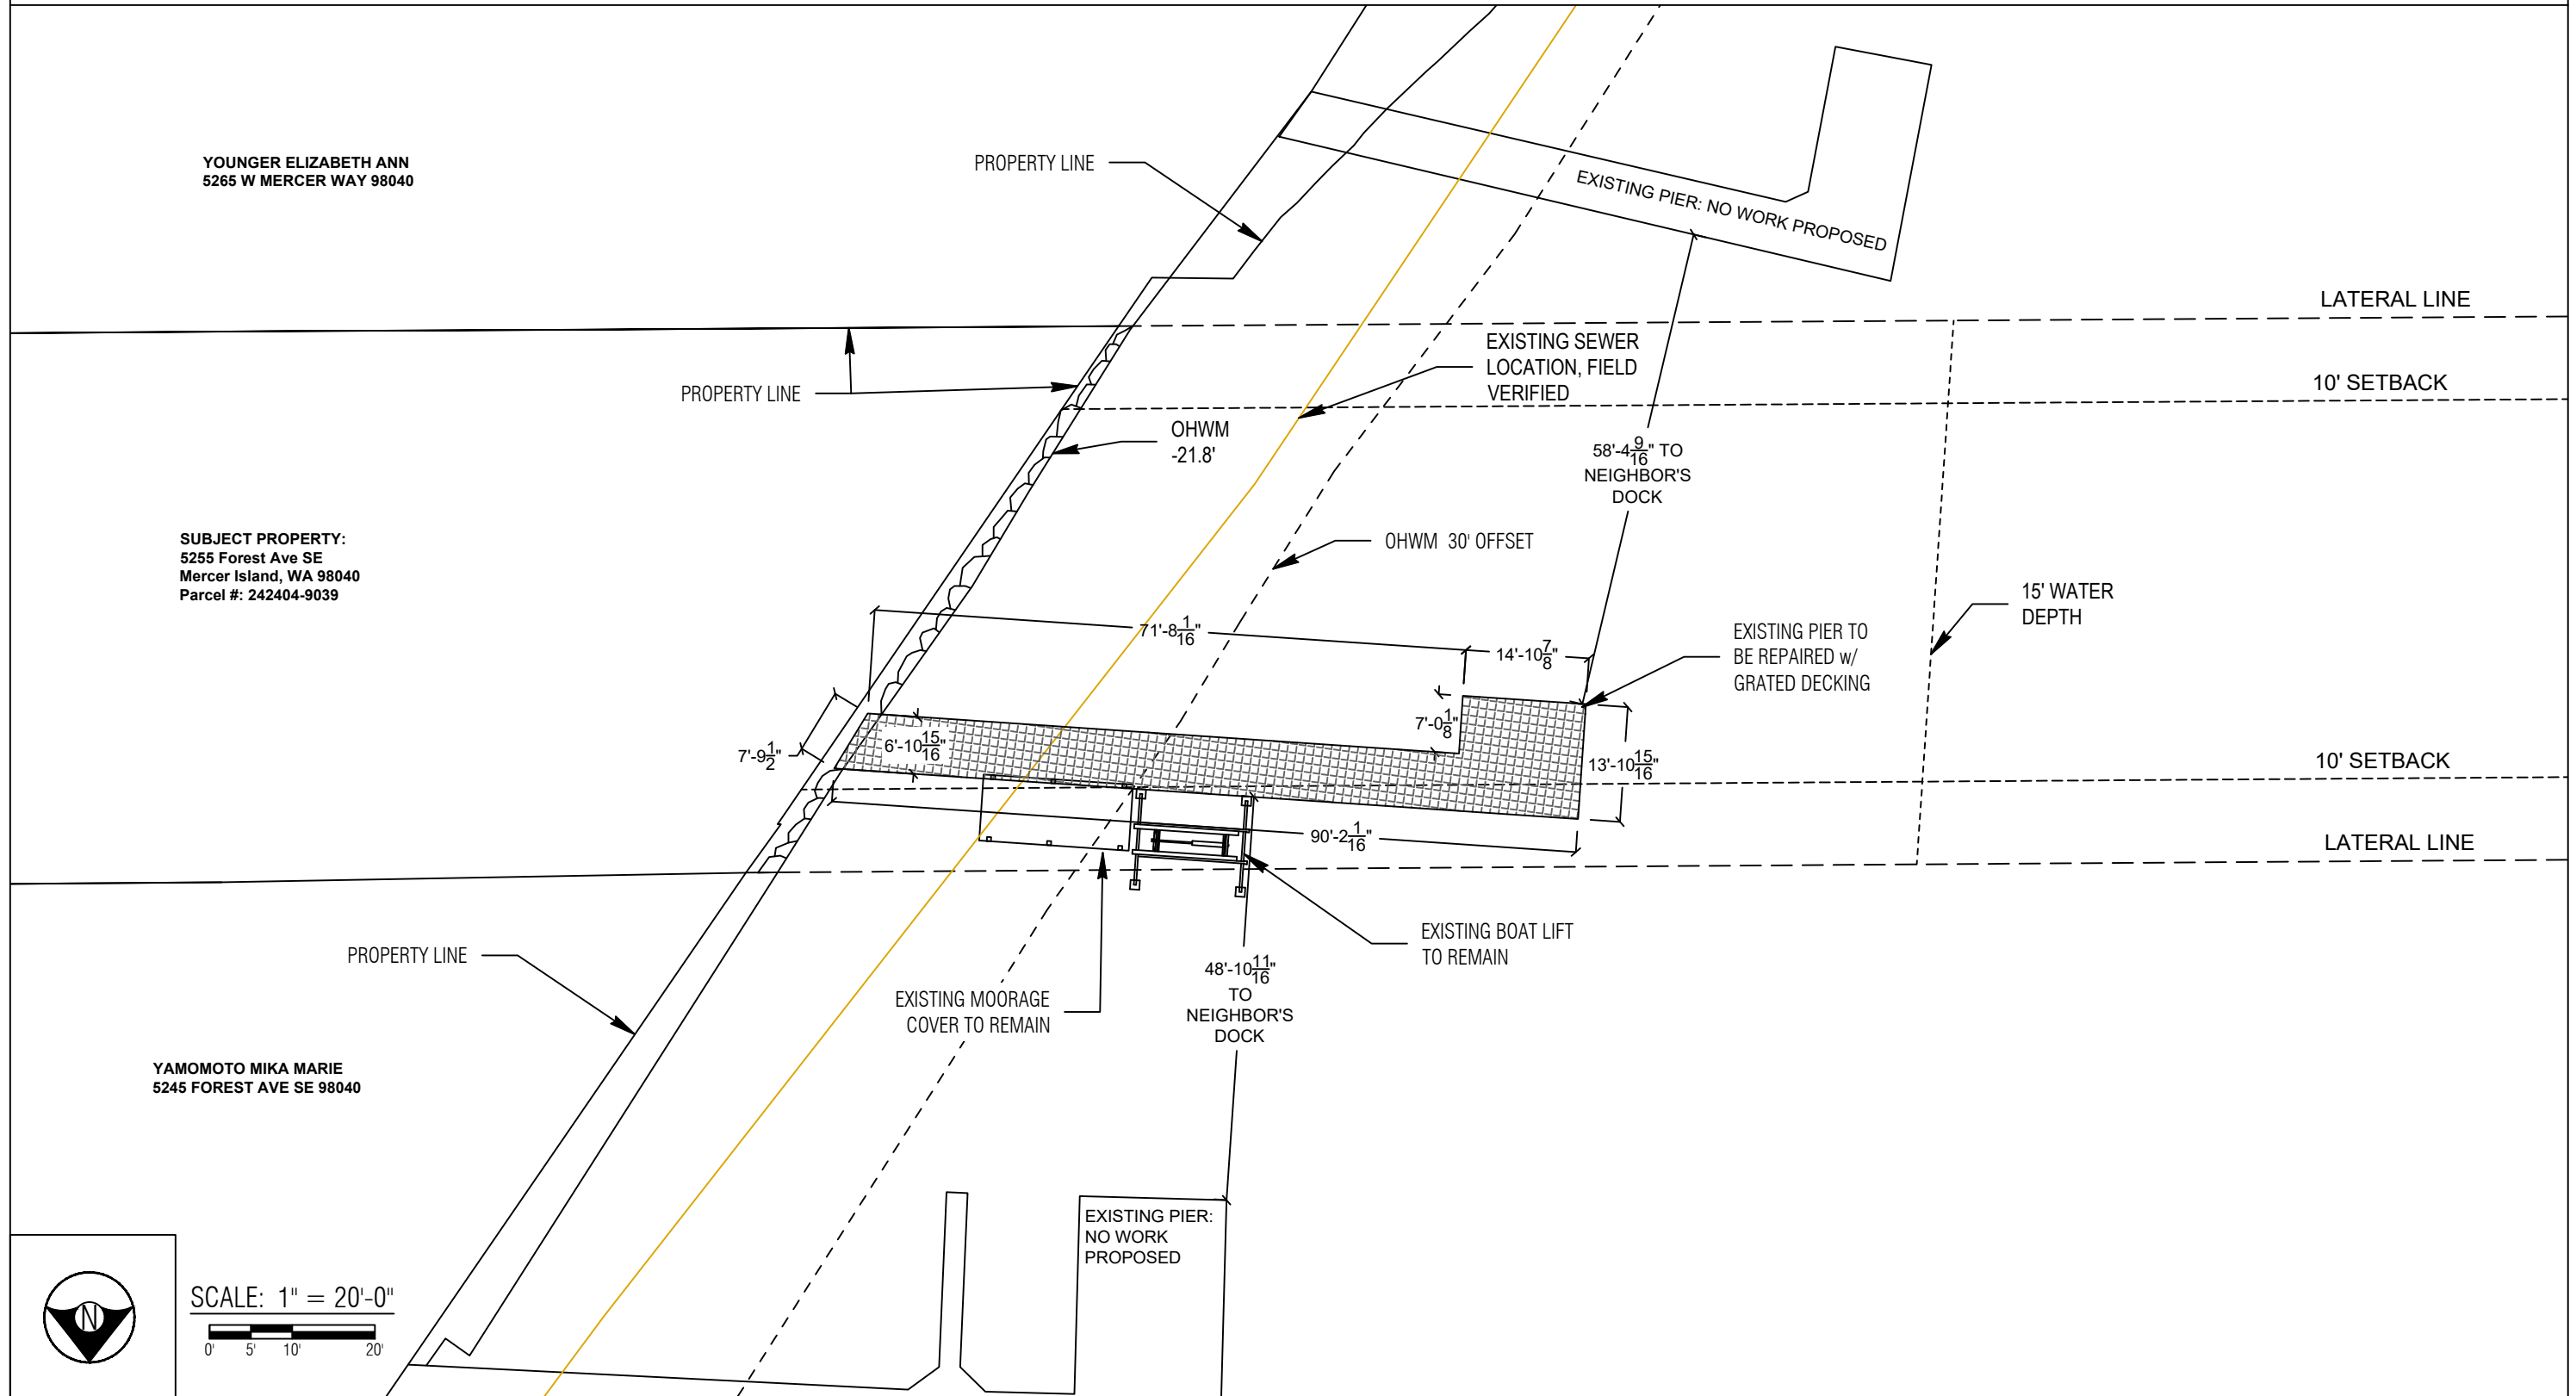 YOUNGER ELIZABETH ANN
5265 W MERCER WAY 98040
PROPERTY LINE
EXISTING PIER: NO WORK PROPOSED
LATERAL LINE
EXISTING SEWER
LOCATION, FIELD
VERIFIED
10' SETBACK
PROPERTY LINE
OHWM
-21.8'
58'-4 9/16" TO
NEIGHBOR'S
DOCK
SUBJECT PROPERTY:
5255 Forest Ave SE
Mercer Island, WA 98040
Parcel #: 242404-9039
OHWM 30' OFFSET
15' WATER
DEPTH
71'-8 1/16"
14'-10 7/8"
EXISTING PIER TO
BE REPAIRED w/
GRATED DECKING
7'-0 1/8"
7'-9 1/2"
6'-10 15/16"
13'-10 15/16"
10' SETBACK
90'-2 1/16"
LATERAL LINE
EXISTING BOAT LIFT
TO REMAIN
PROPERTY LINE
48'-10 11/16"
TO
NEIGHBOR'S
DOCK
EXISTING MOORAGE
COVER TO REMAIN
YAMOMOTO MIKA MARIE
5245 FOREST AVE SE 98040
EXISTING PIER:
NO WORK
PROPOSED
N
SCALE: 1" = 20'-0"
0' 5' 10' 20'